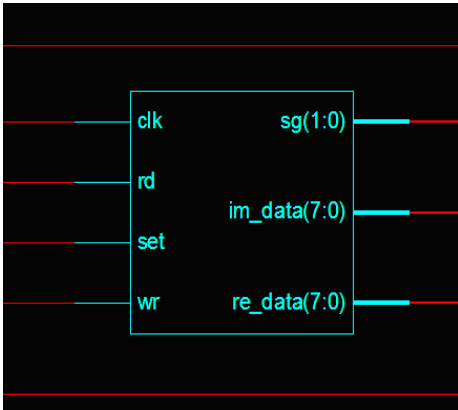 clk sg(1:0)
rd
im_data(7:0)
set
wr re_data(7:0)